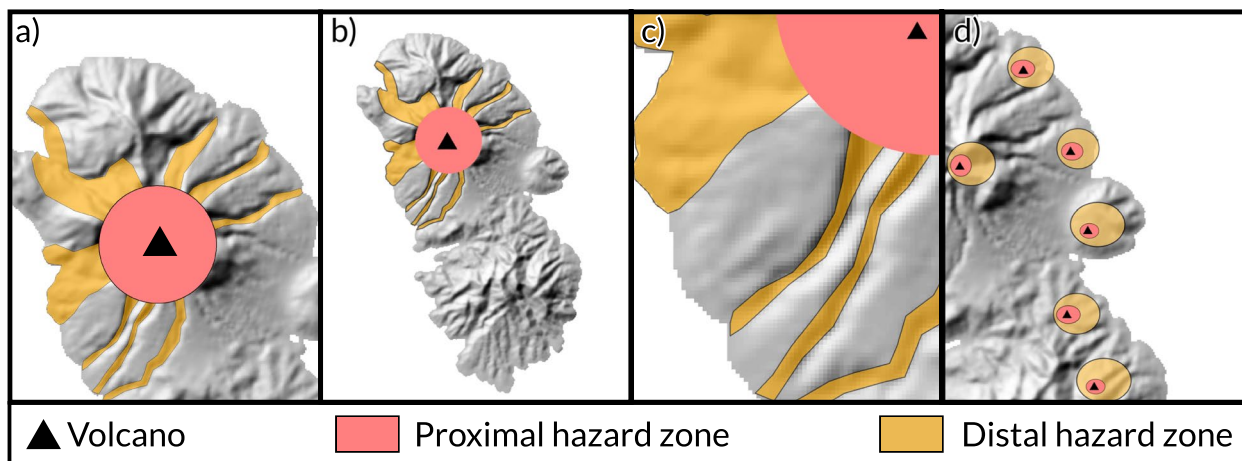 a)
b)
c)
d)
Volcano
Proximal hazard zone
Distal hazard zone